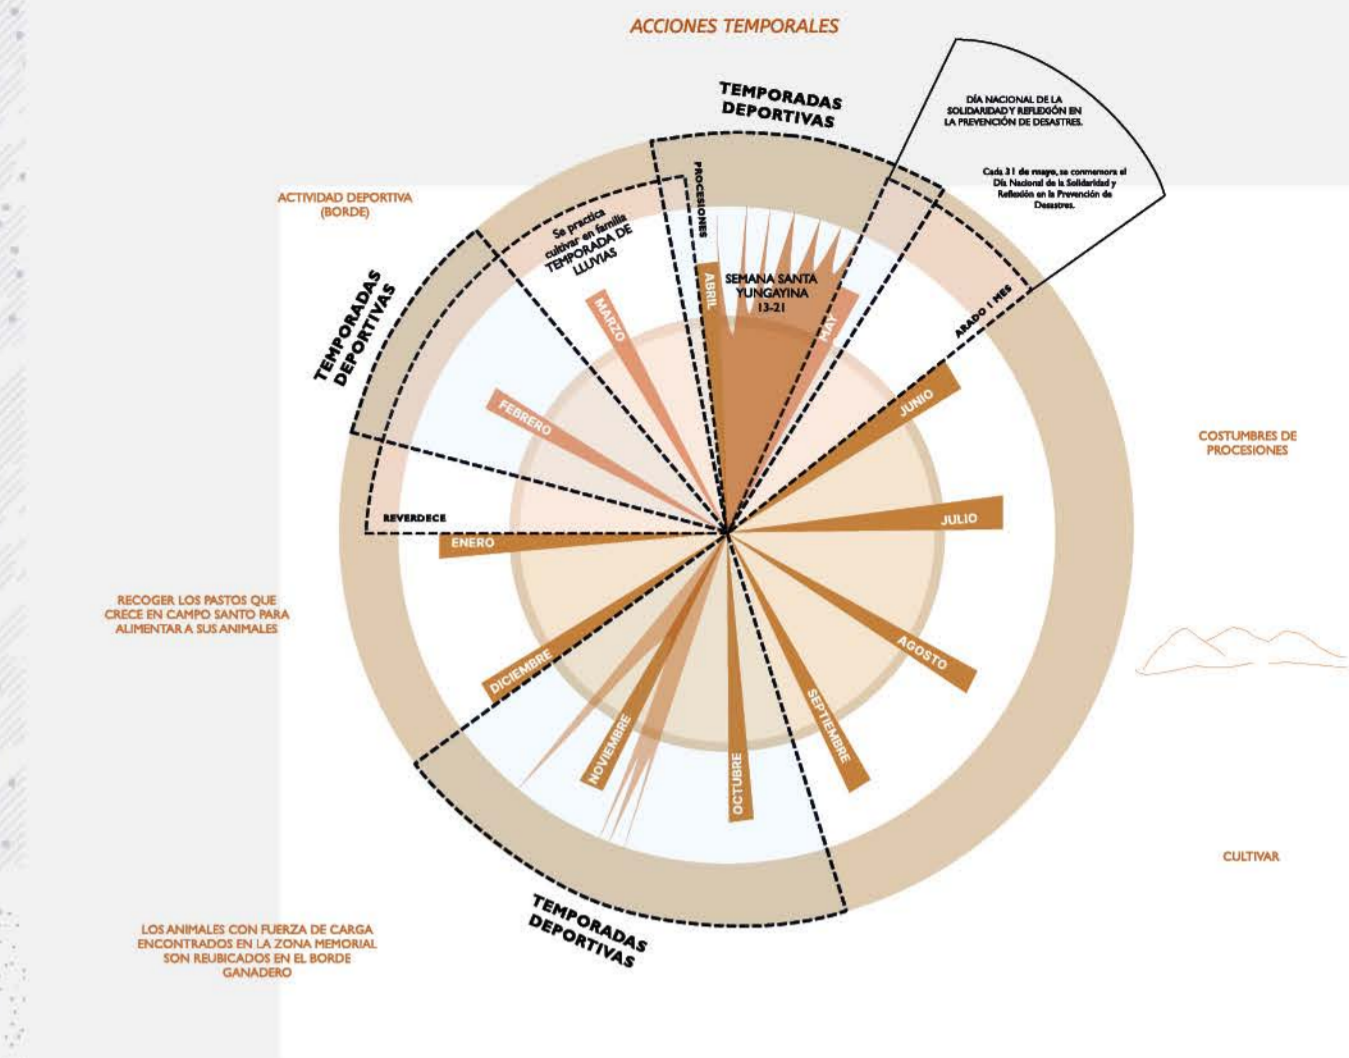 ACCIONES TEMPORALES
TEMPORADAS
DEPORTIVAS
DÍA NACIONAL DE LA
SOLIDARIDAD Y REFLEXIÓN EN
LA PREVENCIÓN DE DESASTRES.
Cada 31 de mayo, se conmemora el
Día Nacional de la Solidaridad y
Reflexión en la Prevención de
Desastres.
ACTIVIDAD DEPORTIVA
(BORDE)
PROCESIONES
Se practica
cultivar en familia
TEMPORADA DE
LLUVIAS
TEMPORADAS
DEPORTIVAS
SEMANA SANTA
YUNGAYINA
13-21
ABRIL
MAY
MARZO
ARADO 1 MES
FEBRERO
JUNIO
COSTUMBRES DE
PROCESIONES
REVERDECE
ENERO
JULIO
RECOGER LOS PASTOS QUE
CRECE EN CAMPO SANTO PARA
ALIMENTAR A SUS ANIMALES
DICIEMBRE
AGOSTO
NOVIEMBRE
SEPTIEMBRE
OCTUBRE
CULTIVAR
TEMPORADAS
DEPORTIVAS
LOS ANIMALES CON FUERZA DE CARGA
ENCONTRADOS EN LA ZONA MEMORIAL
SON REUBICADOS EN EL BORDE
GANADERO